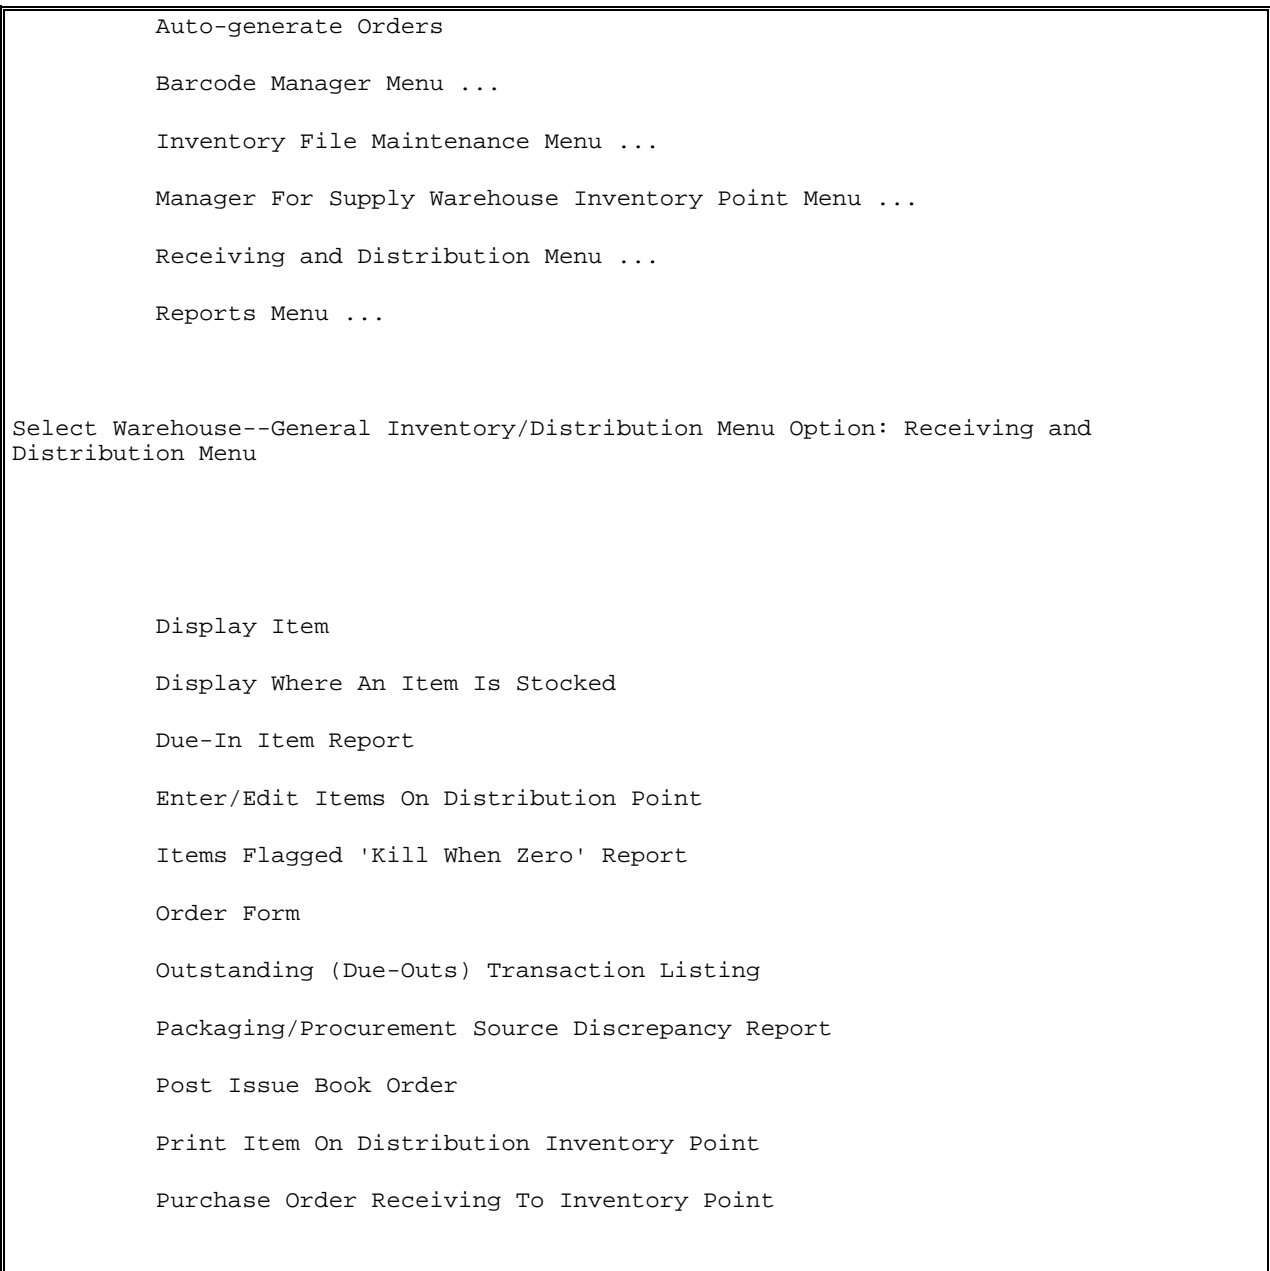 Auto-generate Orders
Barcode Manager Menu ...
Inventory File Maintenance Menu ...
Manager For Supply Warehouse Inventory Point Menu ...
Receiving and Distribution Menu ...
Reports Menu ...
Select Warehouse--General Inventory/Distribution Menu Option: Receiving and
Distribution Menu
Display Item
Display Where An Item Is Stocked
Due-In Item Report
Enter/Edit Items On Distribution Point
Items Flagged 'Kill When Zero' Report
Order Form
Outstanding (Due-Outs) Transaction Listing
Packaging/Procurement Source Discrepancy Report
Post Issue Book Order
Print Item On Distribution Inventory Point
Purchase Order Receiving To Inventory Point